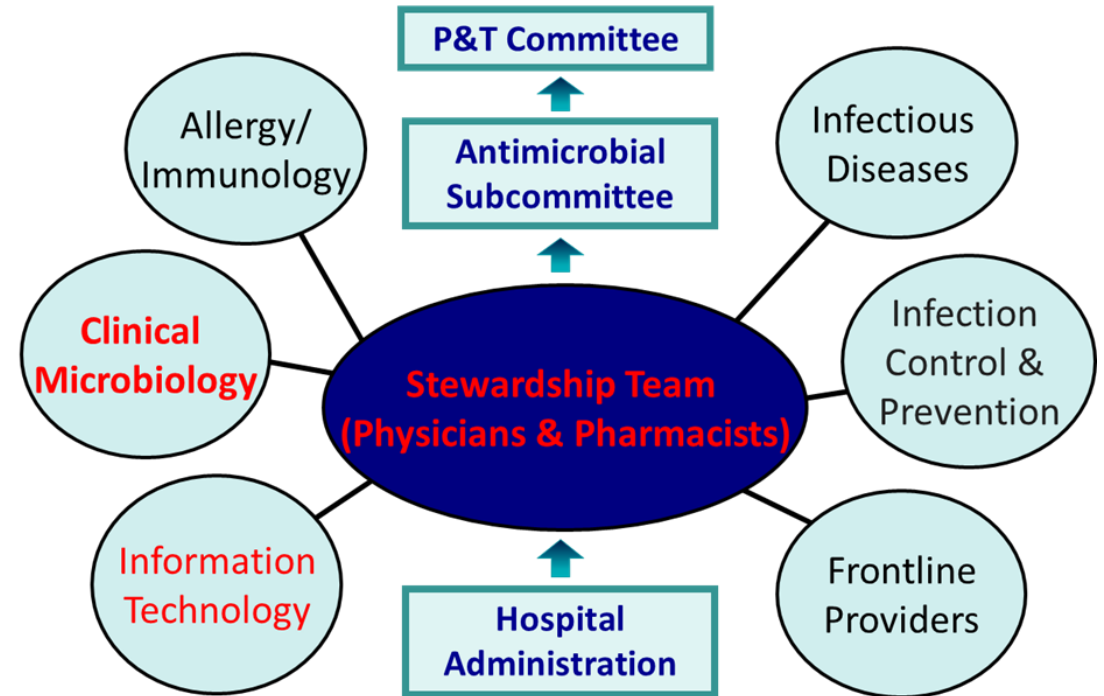 P&T Committee
Allergy/
Immunology
Antimicrobial
Subcommittee
Infectious
Diseases
Clinical
Microbiology
Stewardship Team
(Physicians & Pharmacists)
Infection
Control &
Prevention
Information
Technology
Hospital
Administration
Frontline
Providers